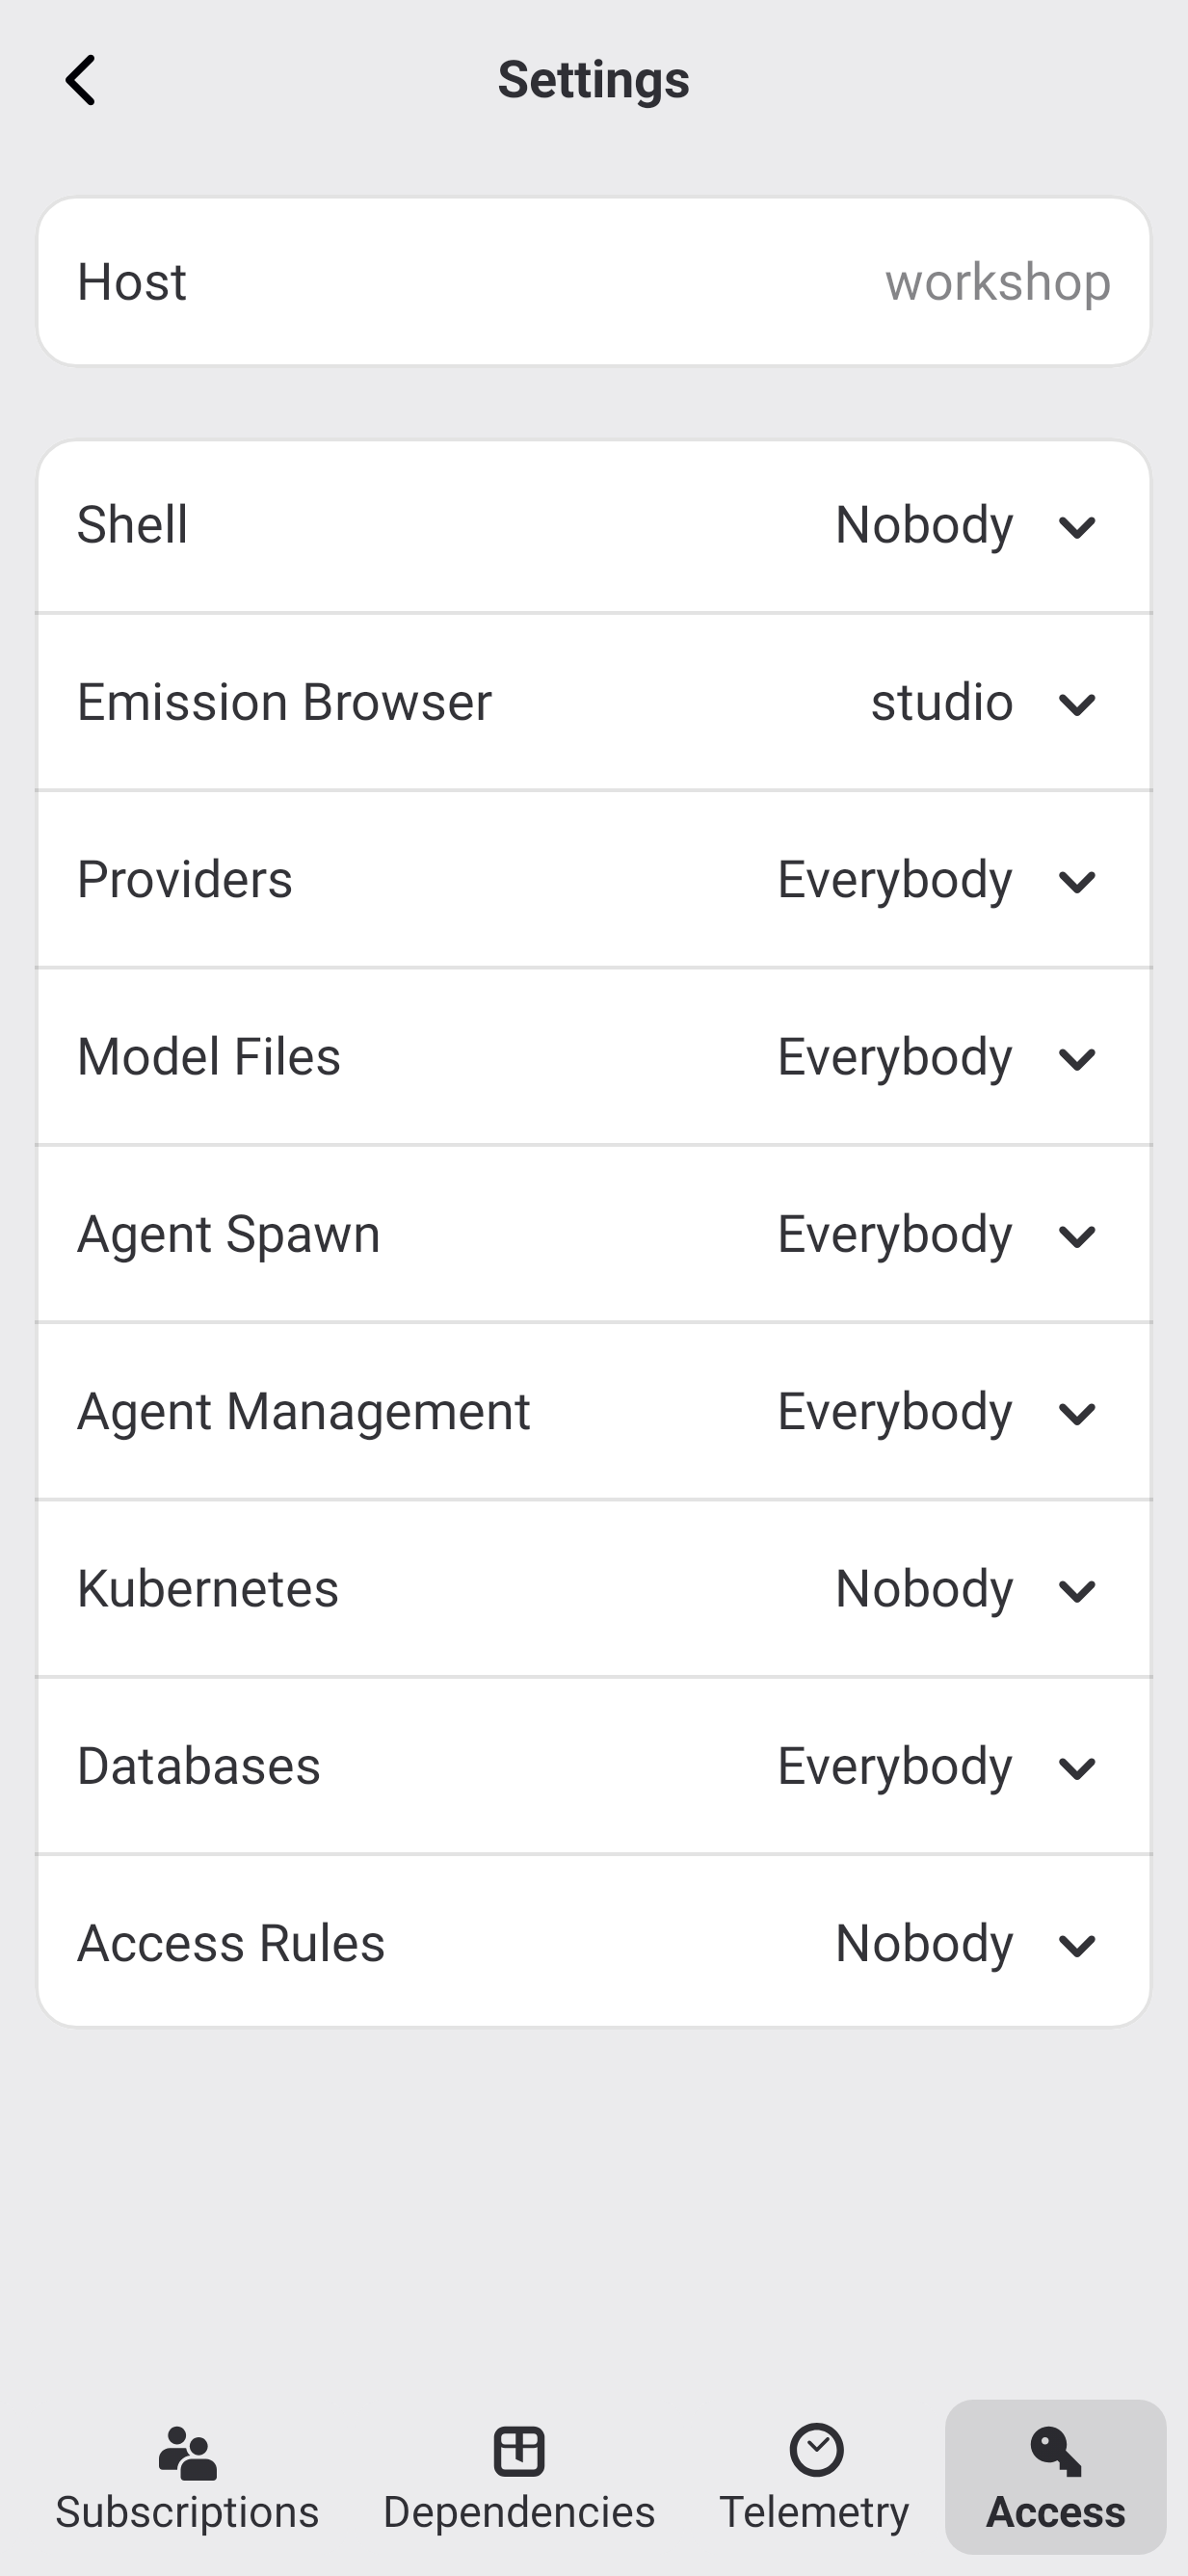 Settings
Host workshop
Shell Nobody
Emission Browser studio
Providers Everybody
Model Files Everybody
Agent Spawn Everybody
Agent Management Everybody
Kubernetes Nobody
Databases Everybody
Access Rules Nobody
Subscriptions Dependencies Telemetry Access